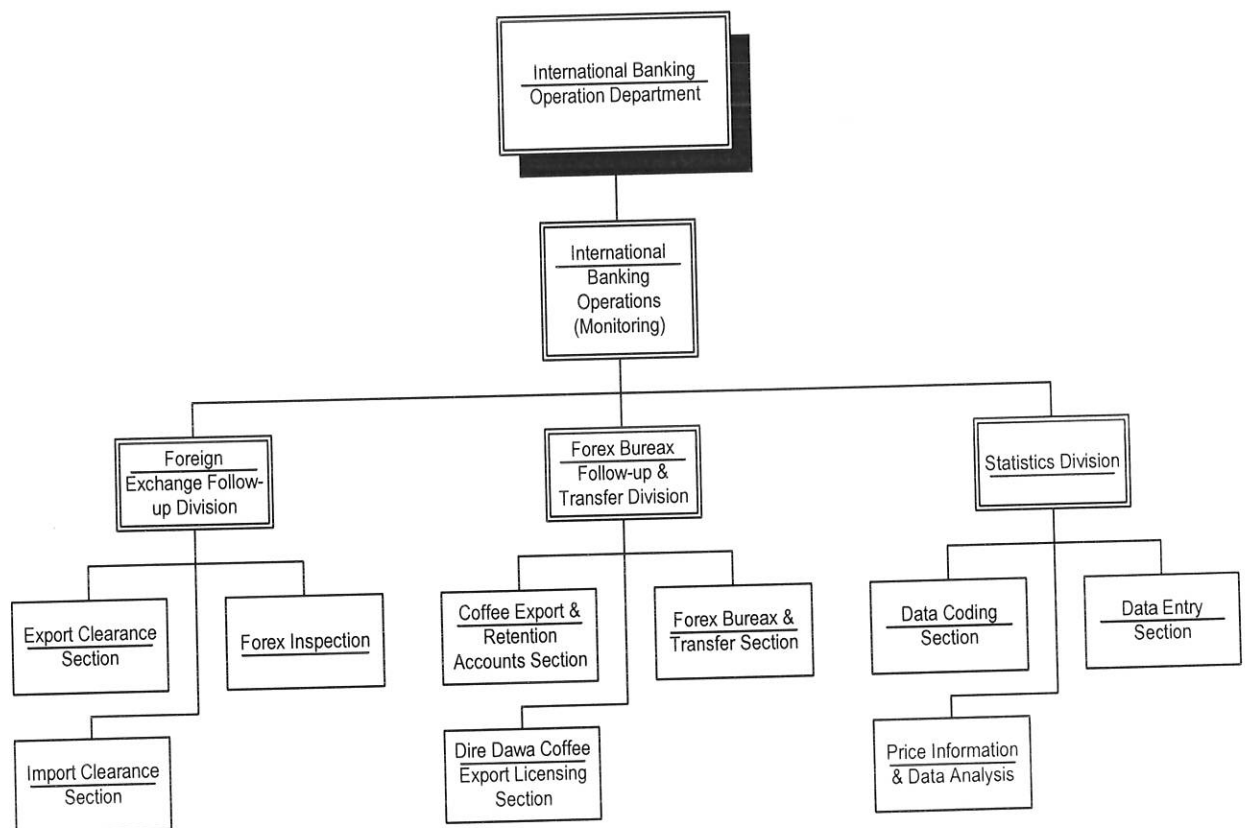 International Banking
Operation Department
International
Banking
Operations
(Monitoring)
Foreign
Exchange Follow-
up Division
Forex Bureax
Follow-up &
Transfer Division
Statistics Division
Export Clearance
Section
Forex Inspection
Coffee Export &
Retention
Accounts Section
Forex Bureax &
Transfer Section
Data Coding
Section
Data Entry
Section
Import Clearance
Section
Dire Dawa Coffee
Export Licensing
Section
Price Information
& Data Analysis